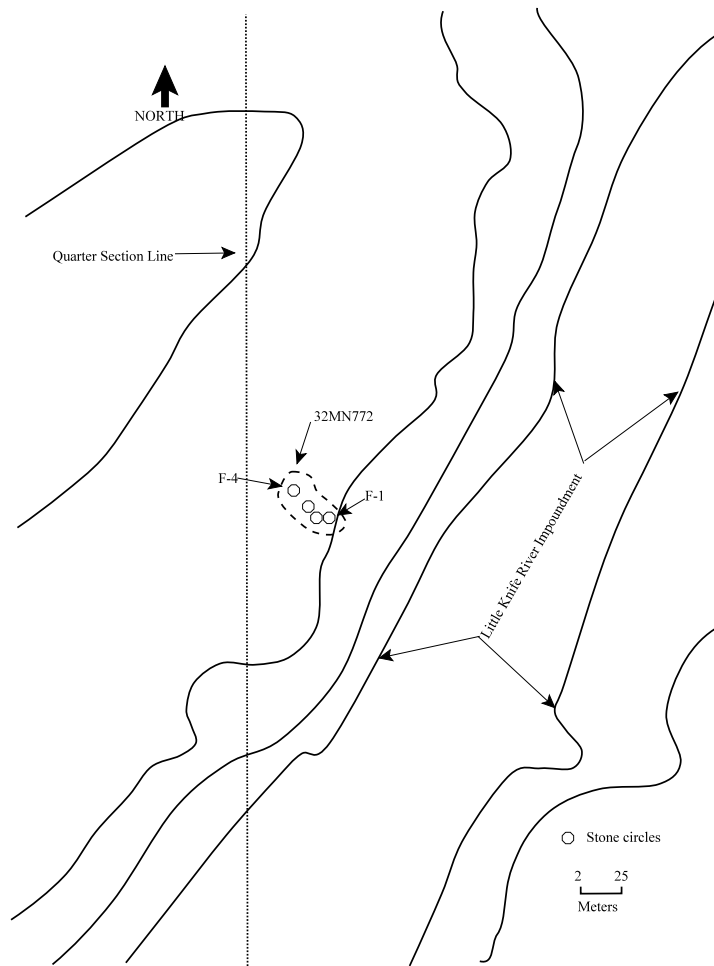 NORTH
Quarter Section Line
32MN772
F-4
F-1
Little Knife River Impoundment
Stone circles
2 25
Meters